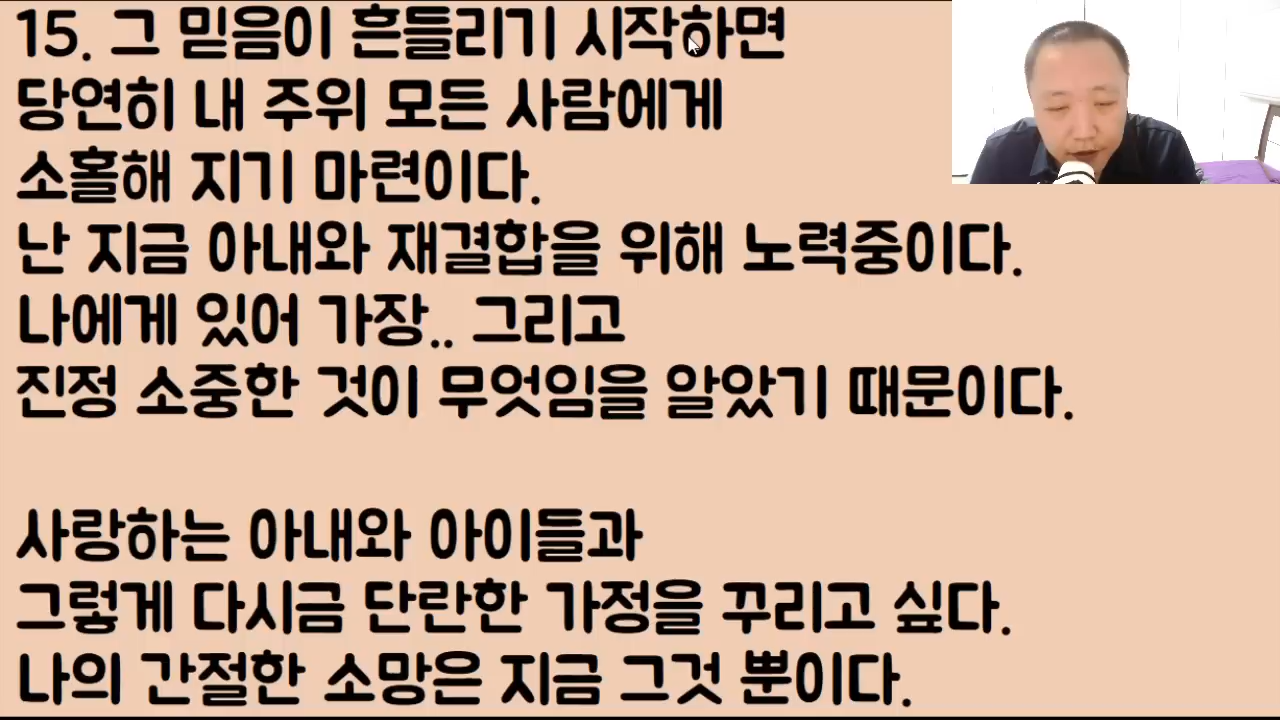 15. 그 믿음이 흔들리기 시작하면
당연히 내 주위 모든 사람에게
소홀해 지기 마련이다.
난 지금 아내와 재결합을 위해 노력중이다.
나에게 있어 가장.. 그리고
진정 소중한 것이 무엇임을 알았기 때문이다.
사랑하는 아내와 아이들과
그렇게 다시금 단란한 가정을 꾸리고 싶다.
나의 간절한 소망은 지금 그것 뿐이다.